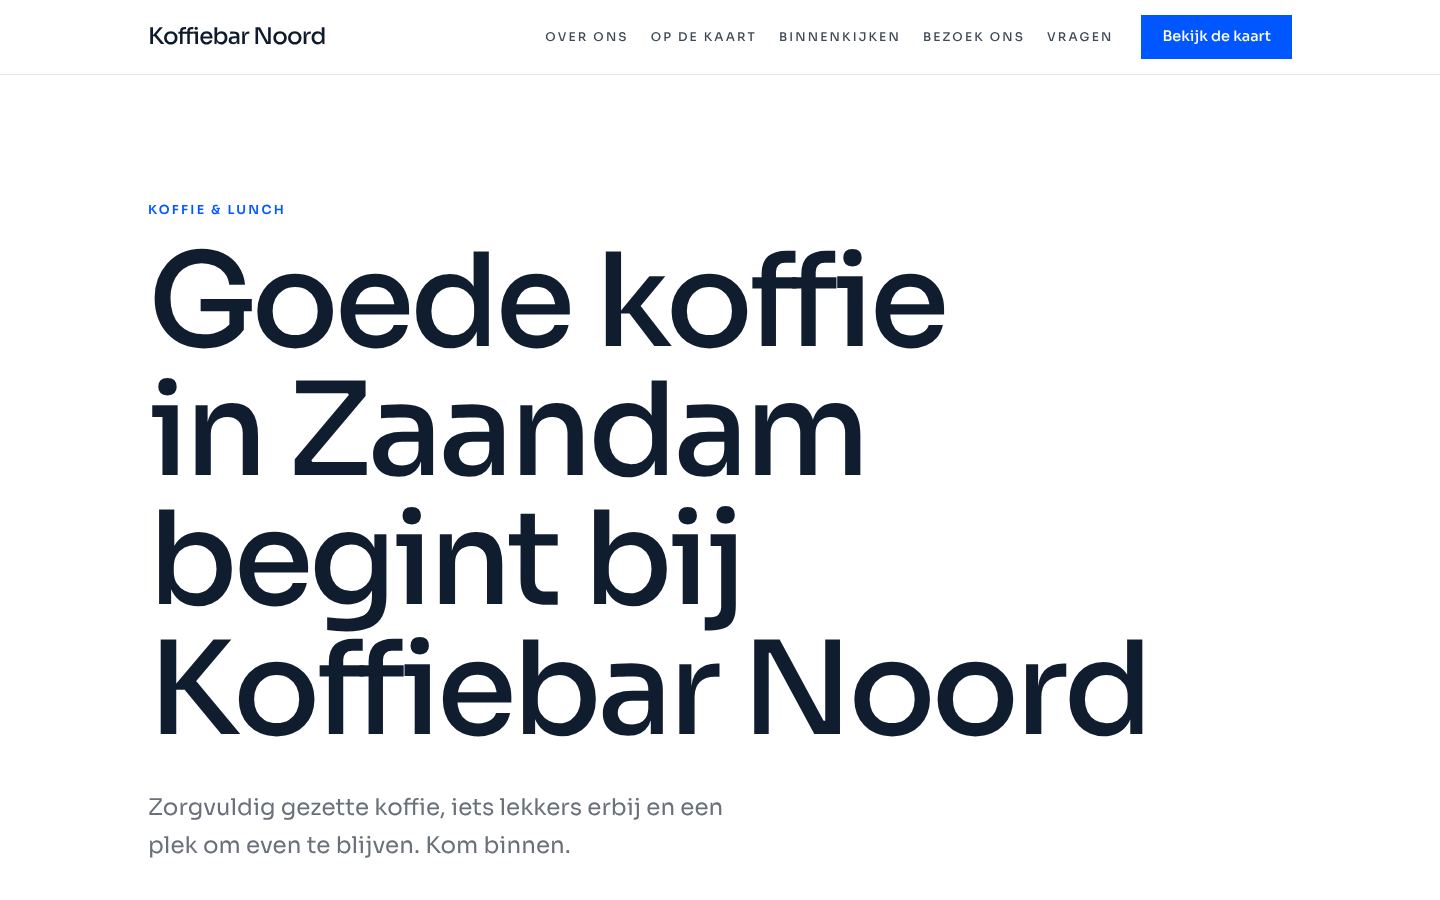 Koffiebar Noord
OVER ONS
OP DE KAART
BINNENKIJKEN
BEZOEK ONS
VRAGEN
Bekijk de kaart
KOFFIE & LUNCH
Goede koffie
in Zaandam
begint bij
Koffiebar Noord
Zorgvuldig gezette koffie, iets lekkers erbij en een
plek om even te blijven. Kom binnen.